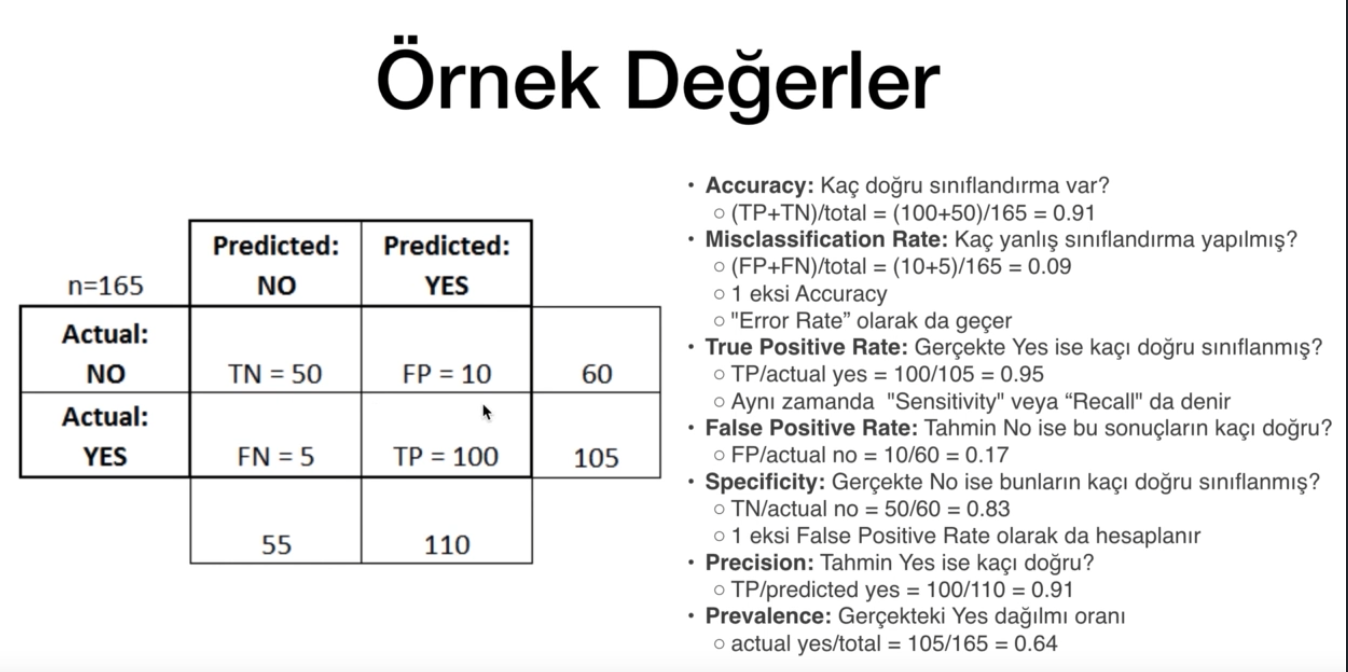 Örnek Değerler
n=165
Predicted:
NO
Predicted:
YES
Actual:
NO
TN = 50
FP = 10
60
Actual:
YES
FN = 5
TP = 100
105
55
110
• Accuracy: Kaç doğru sınıflandırma var?
○ (TP+TN)/total = (100+50)/165 = 0.91
• Misclassification Rate: Kaç yanlış sınıflandırma yapılmış?
○ (FP+FN)/total = (10+5)/165 = 0.09
○ 1 eksi Accuracy
○ "Error Rate” olarak da geçer
• True Positive Rate: Gerçekte Yes ise kaçı doğru sınıflanmış?
○ TP/actual yes = 100/105 = 0.95
○ Aynı zamanda "Sensitivity" veya “Recall" da denir
• False Positive Rate: Tahmin No ise bu sonuçların kaçı doğru?
○ FP/actual no = 10/60 = 0.17
• Specificity: Gerçekte No ise bunların kaçı doğru sınıflanmış?
○ TN/actual no = 50/60 = 0.83
○ 1 eksi False Positive Rate olarak da hesaplanır
• Precision: Tahmin Yes ise kaçı doğru?
○ TP/predicted yes = 100/110 = 0.91
• Prevalence: Gerçekteki Yes dağılmı oranı
○ actual yes/total = 105/165 = 0.64